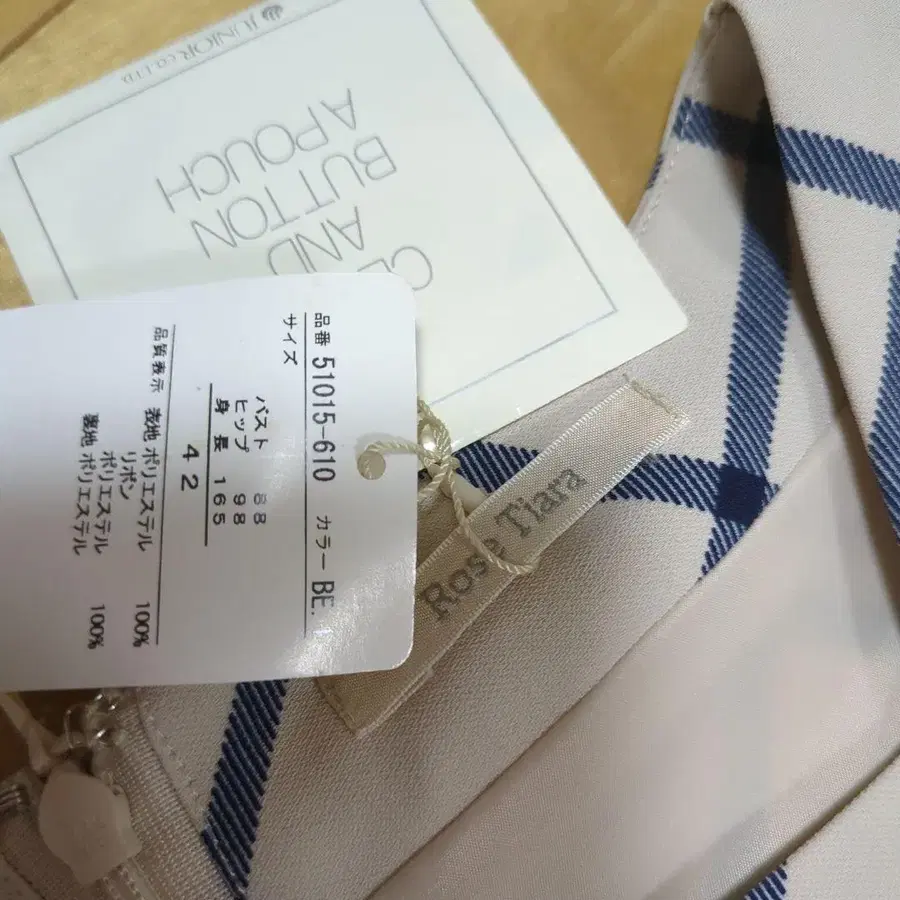 JUNIOR CO.,LTD.
AND
BUTTON
A POUCH
品番 51015-610 カラー BE.
サイズ
バスト 88
ヒップ 98
身長 165
42
品質表示 表地 ポリエステル 100%
リボン
ポリエステル
裏地 ポリエステル 100%
Rose Tiara